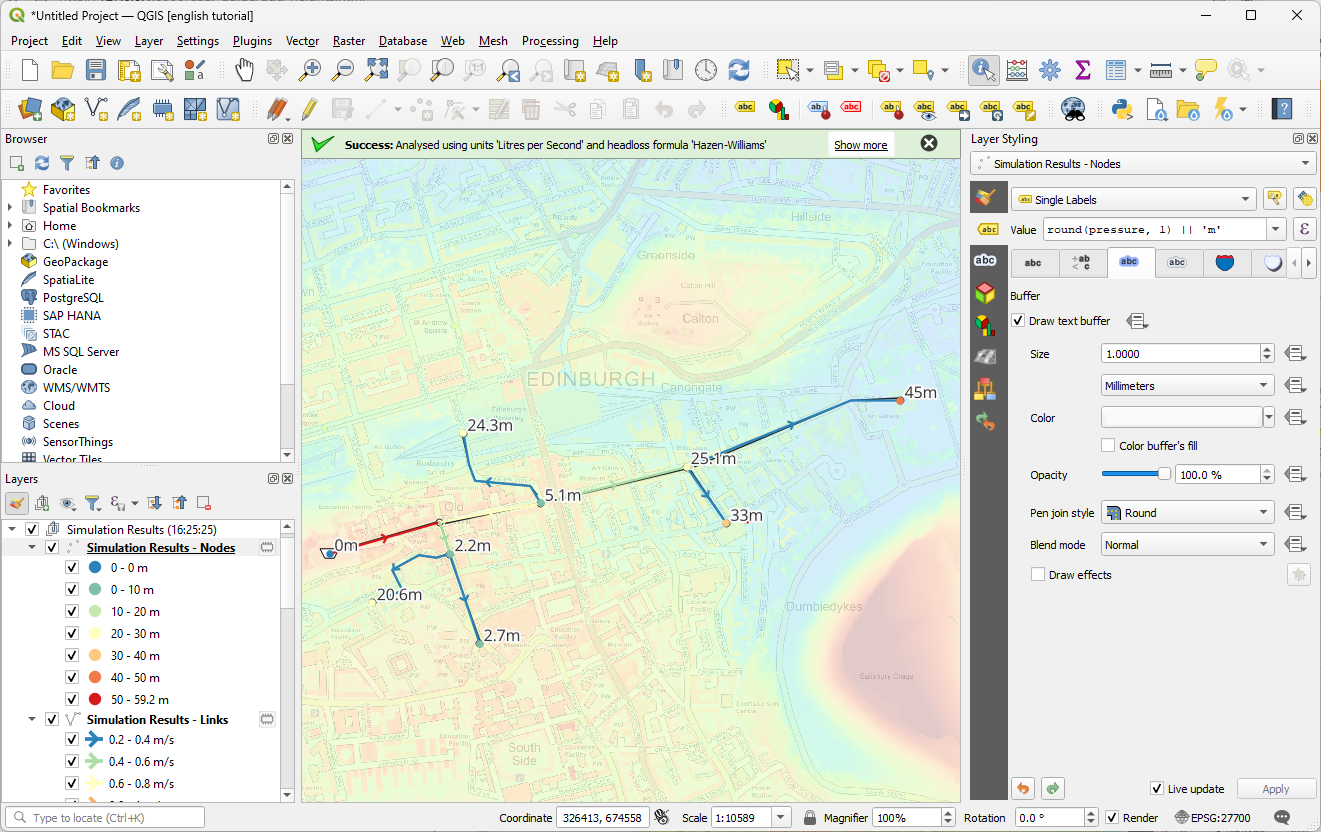 *Untitled Project — QGIS [english tutorial]
Project Edit View Layer Settings Plugins Vector Raster Database Web Mesh Processing Help
Browser
Favorites
Spatial Bookmarks
Home
C:\ (Windows)
GeoPackage
SpatiaLite
PostgreSQL
SAP HANA
STAC
MS SQL Server
Oracle
WMS/WMTS
Cloud
Scenes
SensorThings
Vector Tiles
Layers
Simulation Results (16:25:25)
Simulation Results - Nodes
0 - 0 m
0 - 10 m
10 - 20 m
20 - 30 m
30 - 40 m
40 - 50 m
50 - 59.2 m
Simulation Results - Links
0.2 - 0.4 m/s
0.4 - 0.6 m/s
0.6 - 0.8 m/s
Success: Analysed using units 'Litres per Second' and headloss formula 'Hazen-Williams'
Show more
Hillside
Greenside
Calton Hill
Calton
St Andrew
Square
EDINBURGH
Canongate
45m
24.3m
25.1m
5.1m
33m
0m
2.2m
20.6m
2.7m
Old
Dumbiedykes
Salisbury Crags
South
Side
Layer Styling
Simulation Results - Nodes
abc Single Labels
abc Value round(pressure, 1) || 'm' ε
abc abc +ab < c abc abc
Buffer
Draw text buffer
Size 1.0000
Millimeters
Color
Color buffer's fill
Opacity 100.0 %
Pen join style Round
Blend mode Normal
Draw effects
Live update Apply
Type to locate (Ctrl+K) Coordinate 326413, 674558 Scale 1:10589 Magnifier 100% Rotation 0.0 ° Render EPSG:27700